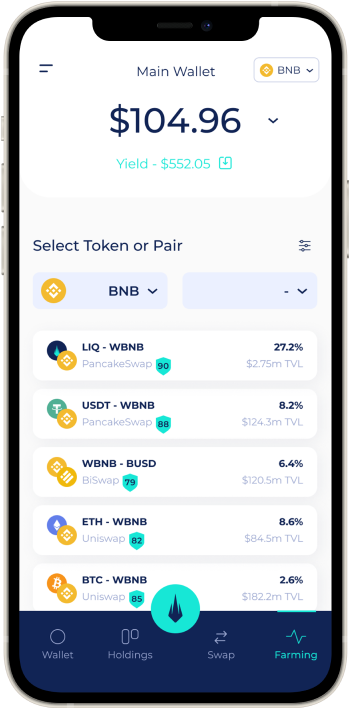 Main Wallet
BNB
$104.96
Yield - $552.05
Select Token or Pair
BNB
-
LIQ - WBNB 27.2%
PancakeSwap 90 $2.75m TVL
USDT - WBNB 8.2%
PancakeSwap 88 $124.3m TVL
WBNB - BUSD 6.4%
BiSwap 79 $120.5m TVL
ETH - WBNB 8.6%
Uniswap 82 $84.5m TVL
BTC - WBNB 2.6%
Uniswap 85 $182.2m TVL
Wallet Holdings Swap Farming